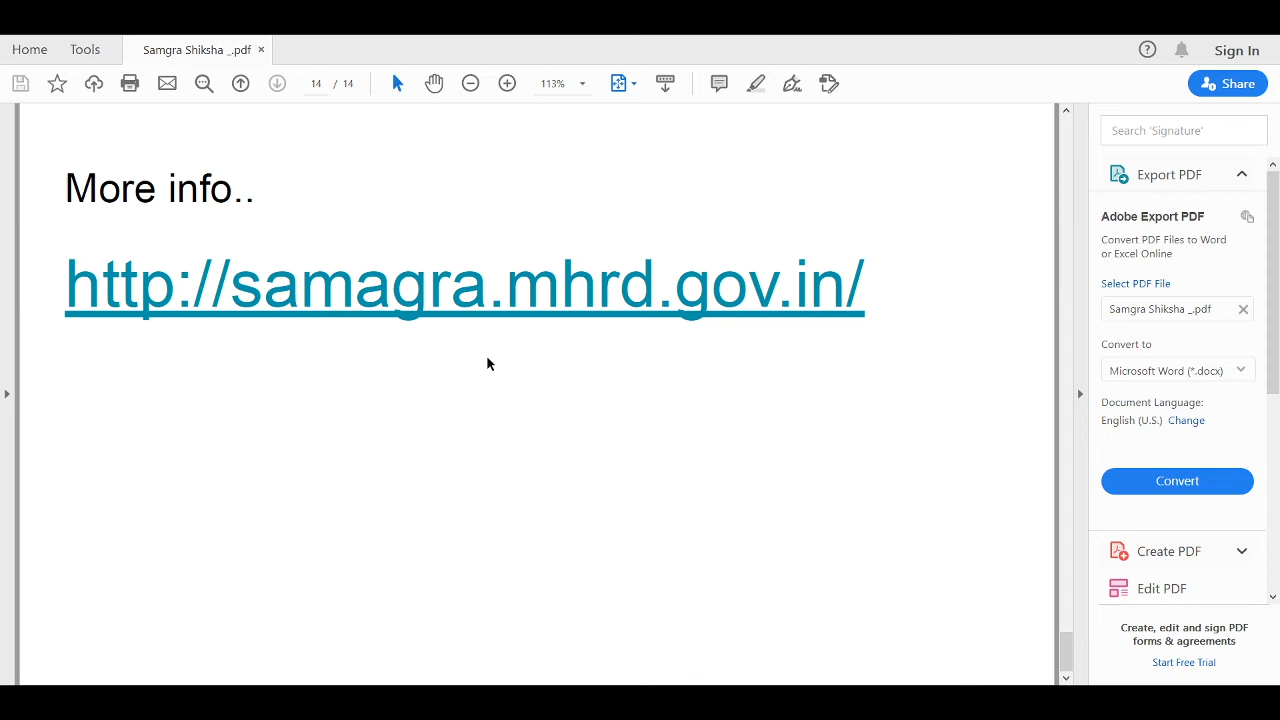 Home
Tools
Samgra Shiksha _.pdf
Sign In
14 / 14
113%
Share
More info..
http://samagra.mhrd.gov.in/
Search 'Signature'
Export PDF
Adobe Export PDF
Convert PDF Files to Word
or Excel Online
Select PDF File
Samgra Shiksha _.pdf
Convert to
Microsoft Word (*.docx)
Document Language:
English (U.S.) Change
Convert
Create PDF
Edit PDF
Create, edit and sign PDF
forms & agreements
Start Free Trial